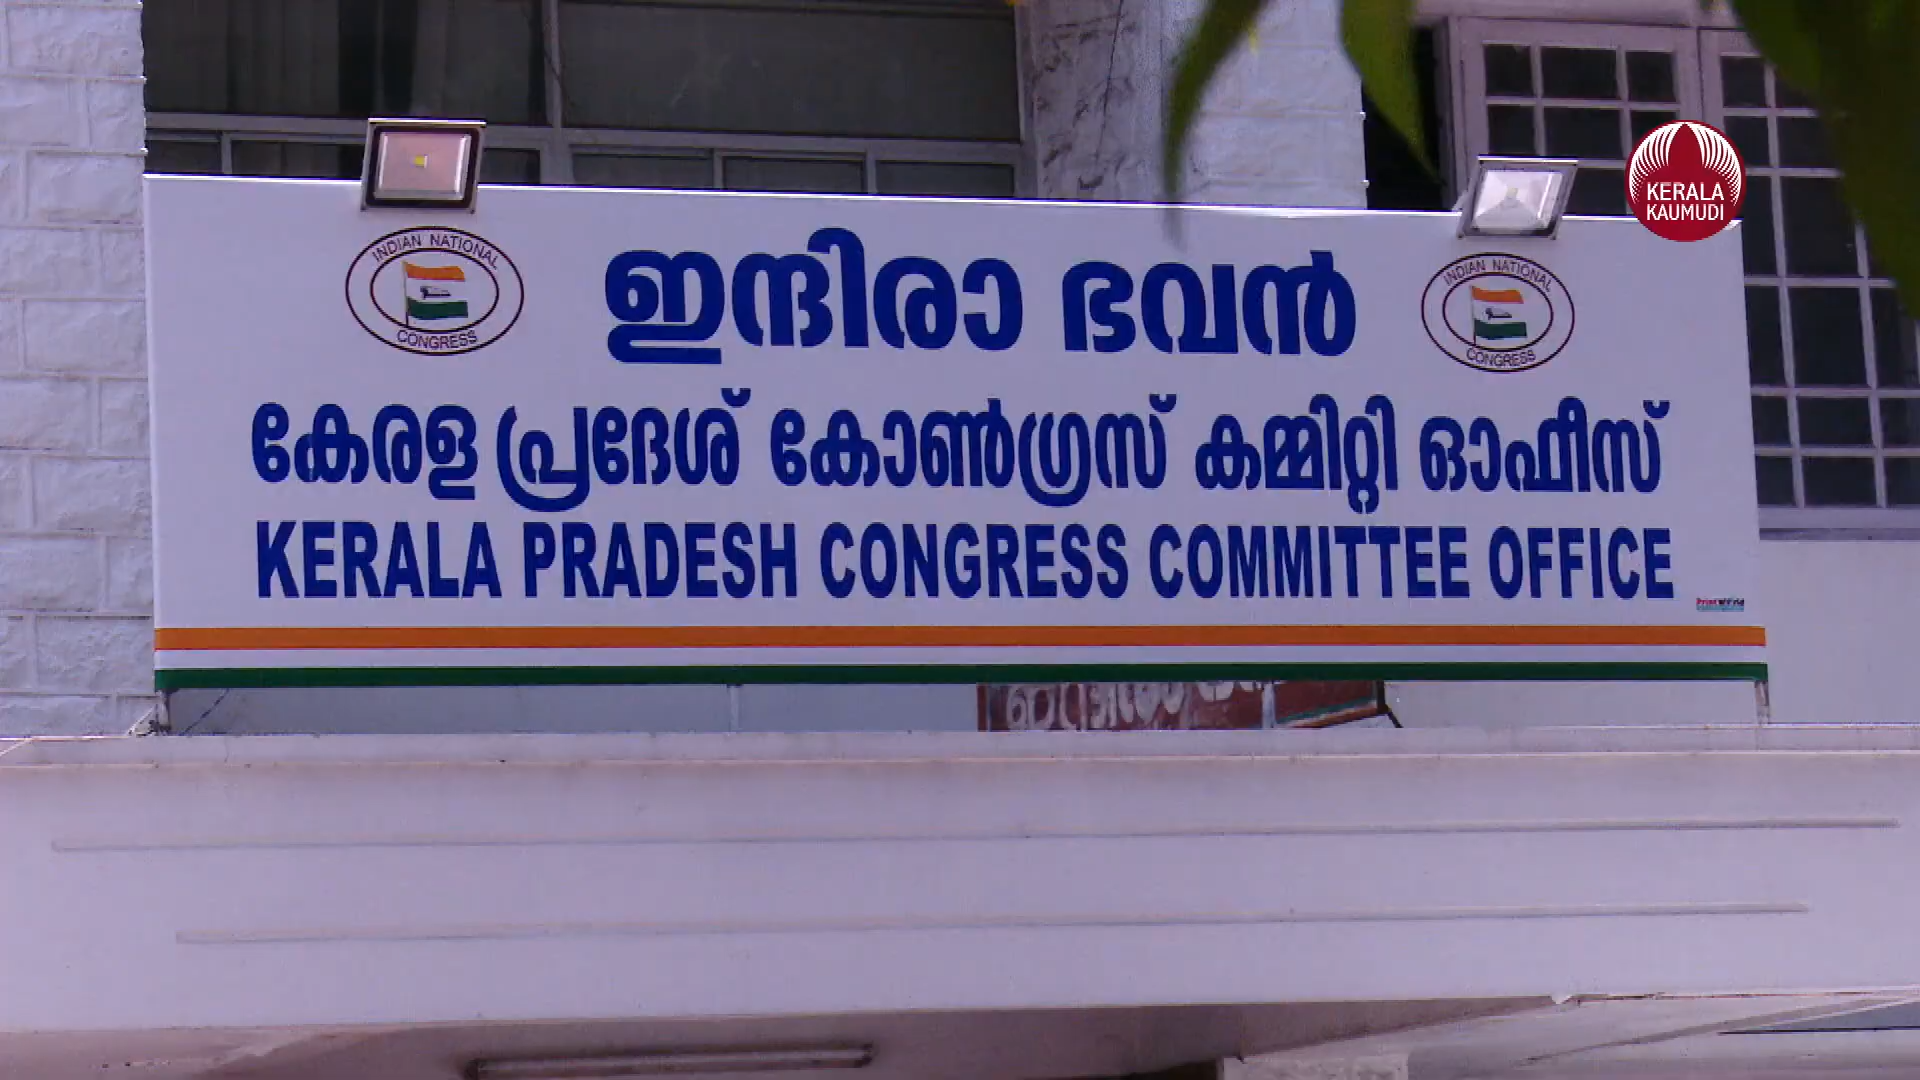 KERALA
KAUMUDI
INDIAN NATIONAL
CONGRESS
ഇന്ദിരാ ഭവൻ
INDIAN NATIONAL
CONGRESS
കേരള പ്രദേശ് കോൺഗ്രസ് കമ്മിറ്റി ഓഫീസ്
KERALA PRADESH CONGRESS COMMITTEE OFFICE